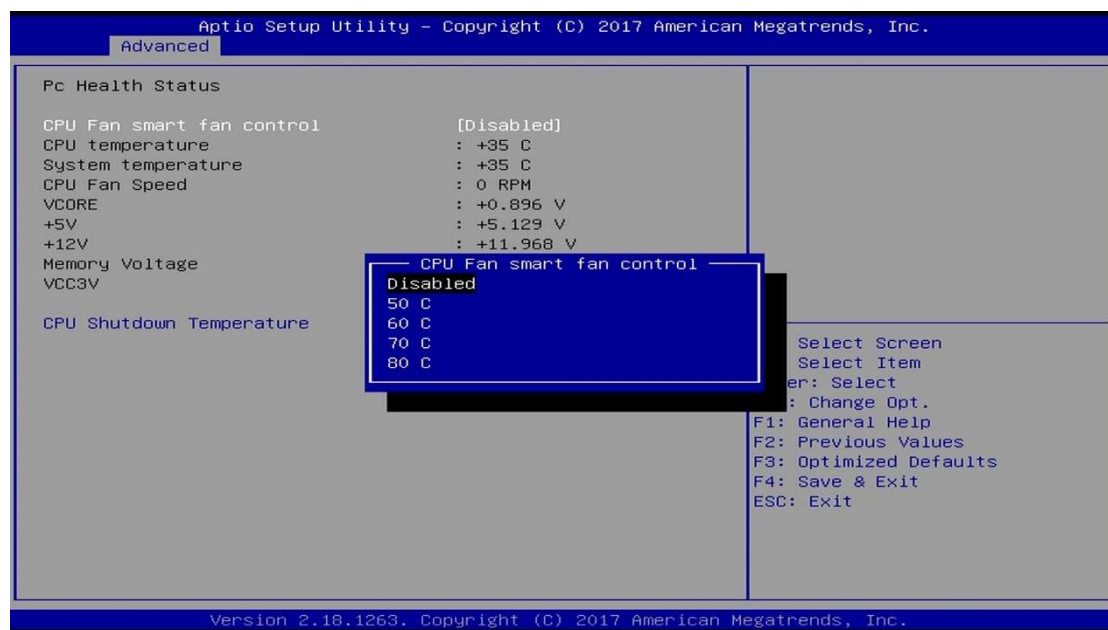 Aptio Setup Utility – Copyright (C) 2017 American Megatrends, Inc.
Advanced
Pc Health Status
CPU Fan smart fan control [Disabled]
CPU temperature : +35 C
System temperature : +35 C
CPU Fan Speed : 0 RPM
VCORE : +0.896 V
+5V : +5.129 V
+12V : +11.968 V
Memory Voltage
VCC3V
CPU Shutdown Temperature
CPU Fan smart fan control
Disabled
50 C
60 C
70 C
80 C
Select Screen
Select Item
er: Select
: Change Opt.
F1: General Help
F2: Previous Values
F3: Optimized Defaults
F4: Save & Exit
ESC: Exit
Version 2.18.1263. Copyright (C) 2017 American Megatrends, Inc.